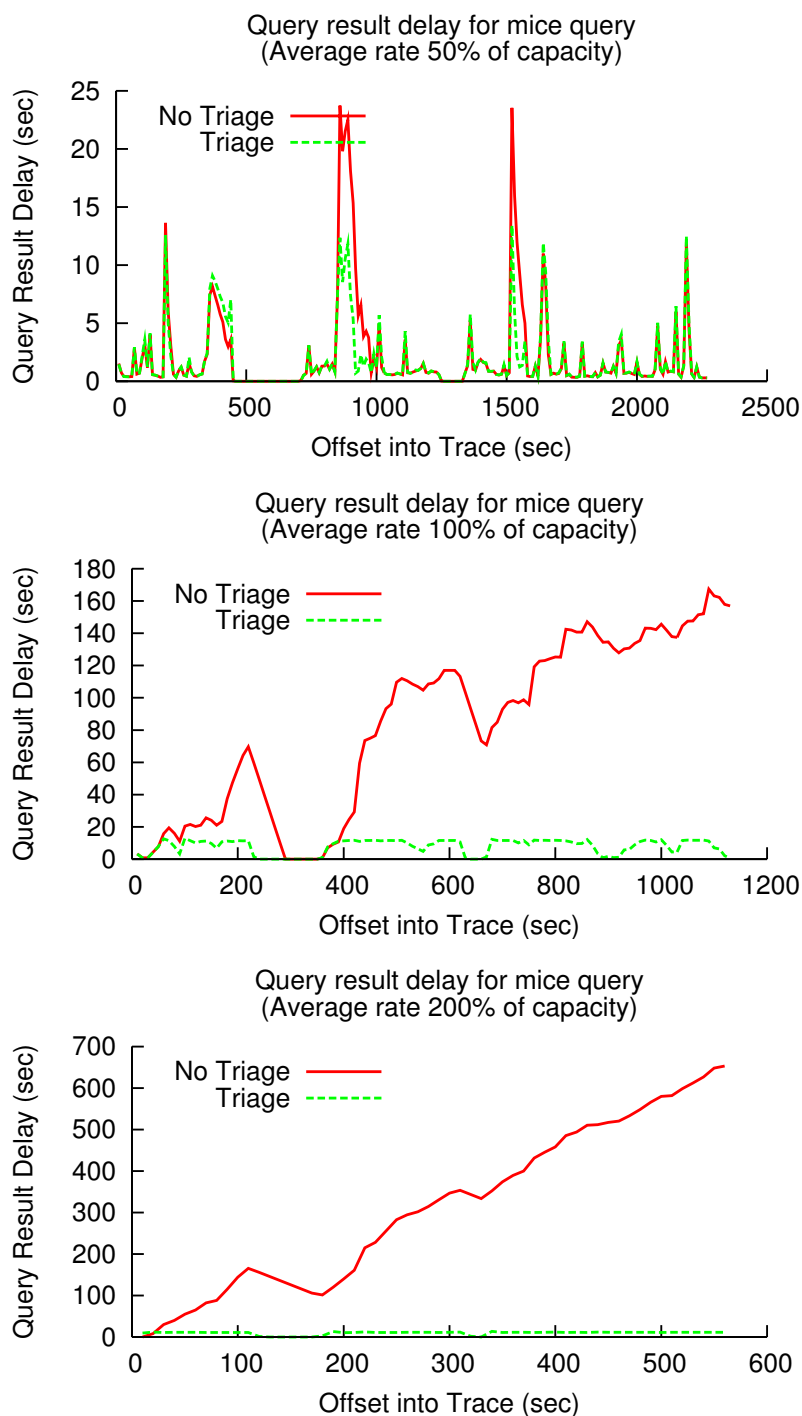 Query result delay for mice query
(Average rate 50% of capacity)
Query Result Delay (sec)
25
20
15
10
5
0
No Triage
Triage
0 500 1000 1500 2000 2500
Offset into Trace (sec)
Query result delay for mice query
(Average rate 100% of capacity)
Query Result Delay (sec)
180
160
140
120
100
80
60
40
20
0
No Triage
Triage
0 200 400 600 800 1000 1200
Offset into Trace (sec)
Query result delay for mice query
(Average rate 200% of capacity)
Query Result Delay (sec)
700
600
500
400
300
200
100
0
No Triage
Triage
0 100 200 300 400 500 600
Offset into Trace (sec)